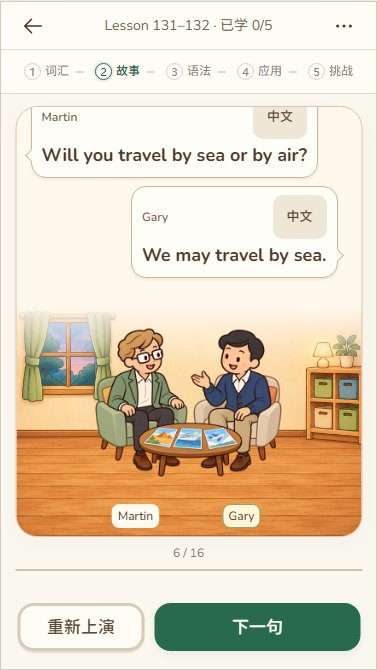 Lesson 131–132 · 已学 0/5
1 词汇 – 2 故事 – 3 语法 – 4 应用 – 5 挑战
Martin
中文
Will you travel by sea or by air?
Gary
中文
We may travel by sea.
Martin
Gary
6 / 16
重新上演
下一句